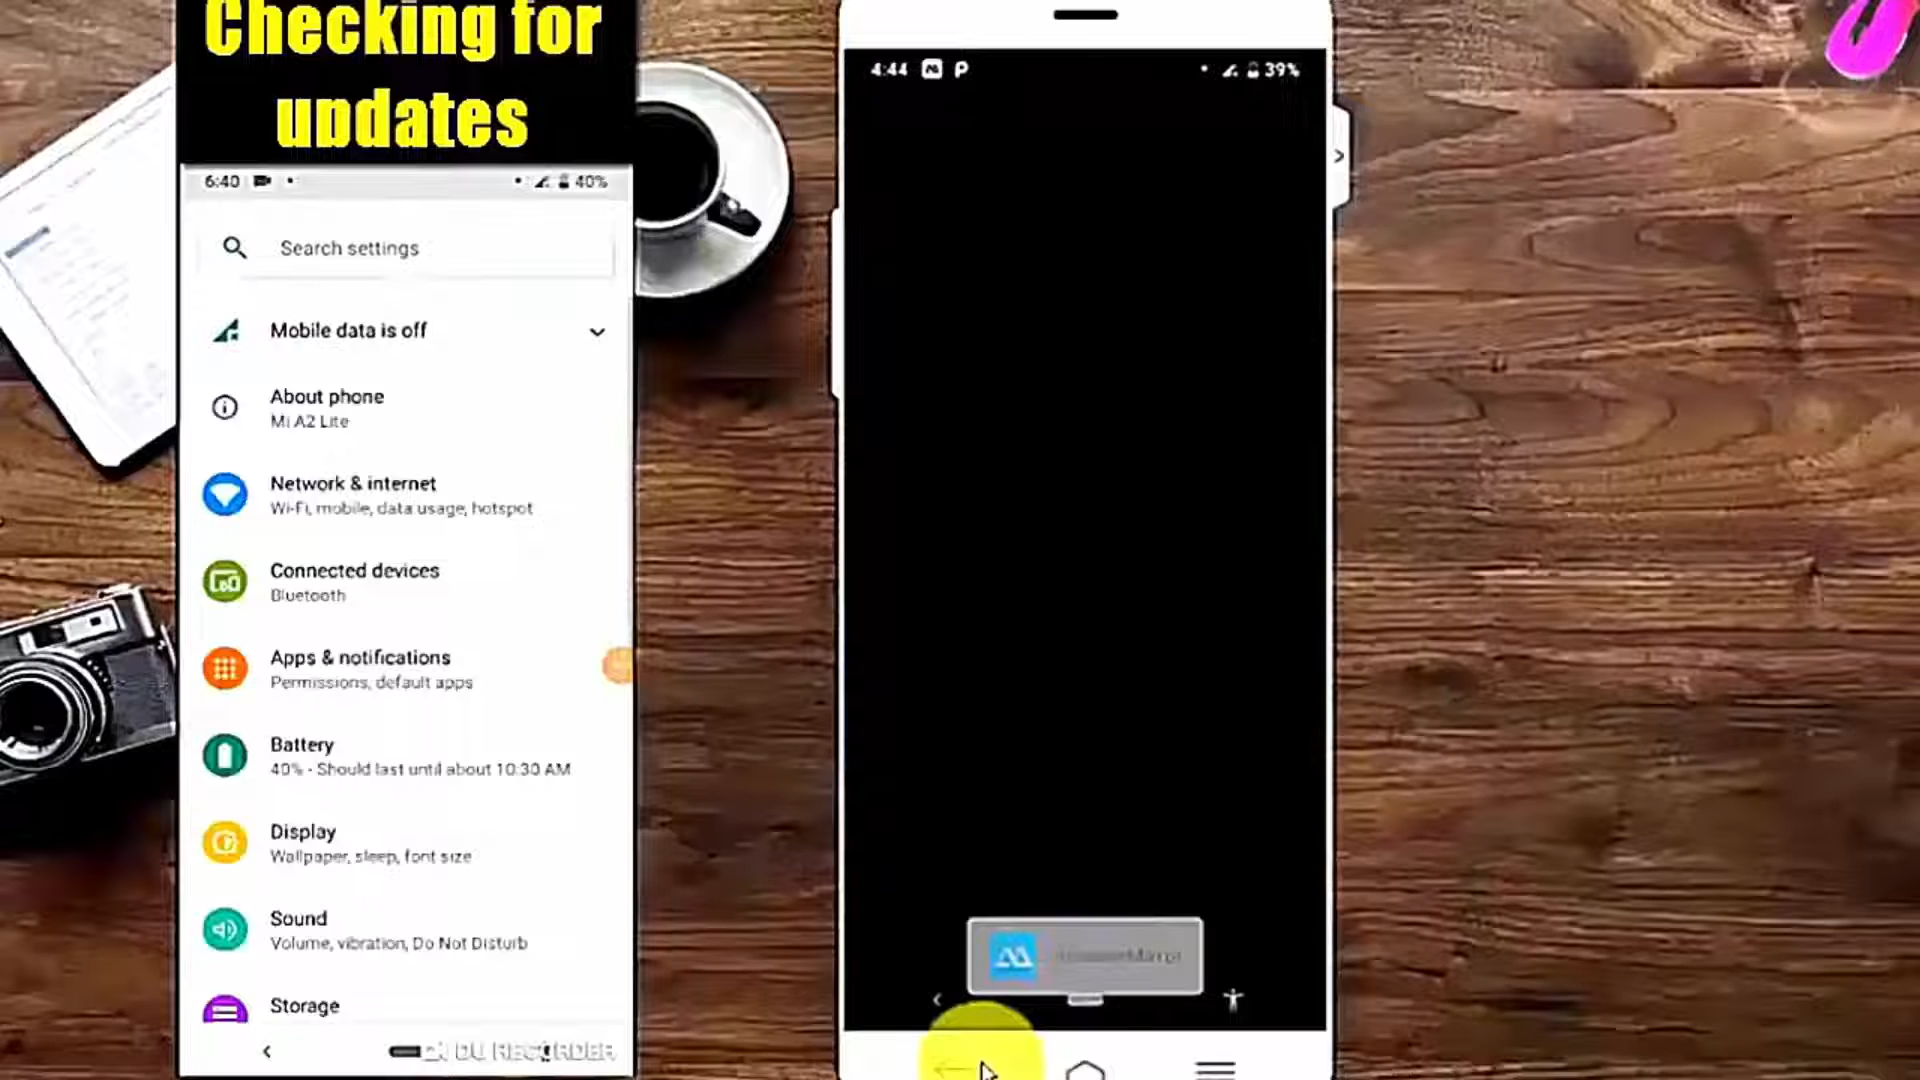 Checking for
updates
6:40
40%
Search settings
Mobile data is off
About phone
Mi A2 Lite
Network & internet
Wi-Fi, mobile, data usage, hotspot
Connected devices
Bluetooth
Apps & notifications
Permissions, default apps
Battery
40% - Should last until about 10:30 AM
Display
Wallpaper, sleep, font size
Sound
Volume, vibration, Do Not Disturb
Storage
DU RECORDER
4:44
39%